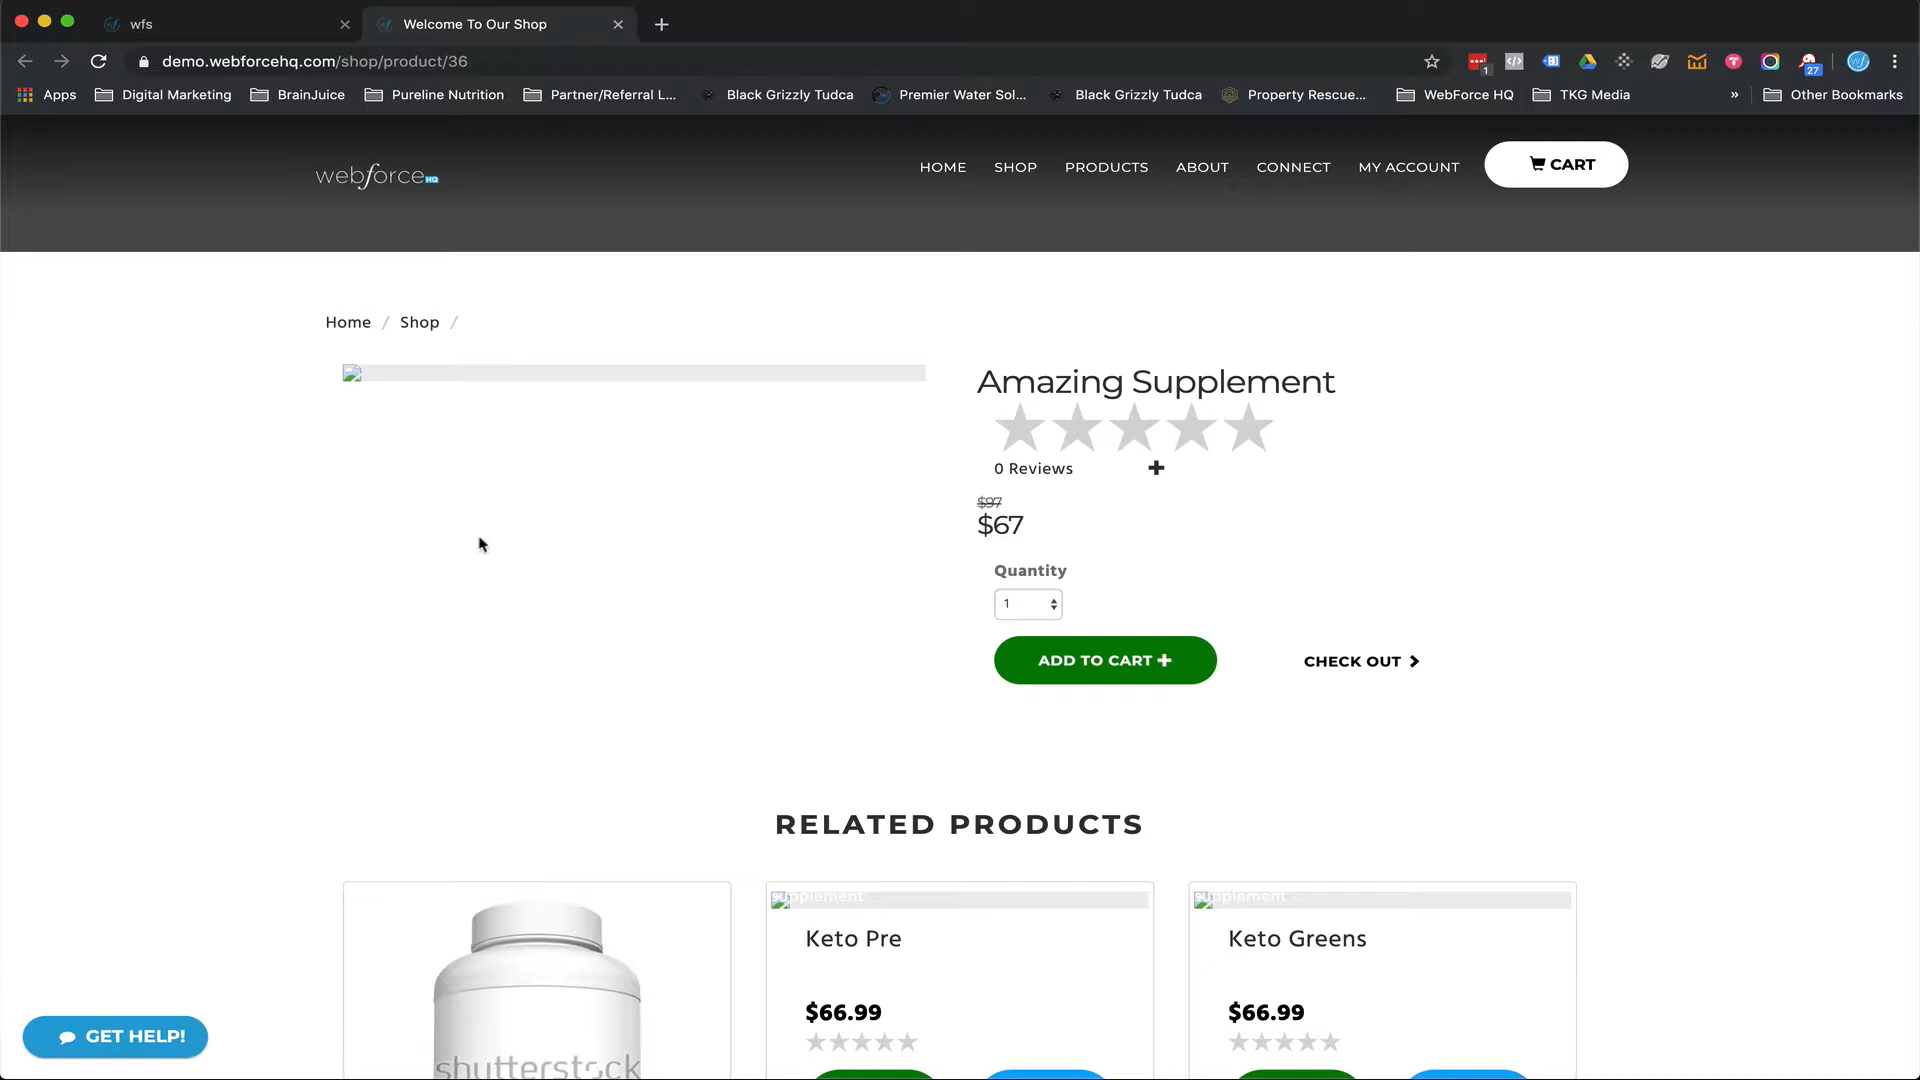 wfs
Welcome To Our Shop
demo.webforcehq.com/shop/product/36
1
27
Apps
Digital Marketing
BrainJuice
Pureline Nutrition
Partner/Referral L...
Black Grizzly Tudca
Premier Water Sol...
Black Grizzly Tudca
Property Rescue...
WebForce HQ
TKG Media
»
Other Bookmarks
webforce HQ
HOME
SHOP
PRODUCTS
ABOUT
CONNECT
MY ACCOUNT
CART
Home / Shop /
Amazing Supplement
0 Reviews
$97
$67
Quantity
1
ADD TO CART
CHECK OUT
RELATED PRODUCTS
shutterstock
supplement
Keto Pre
$66.99
supplement
Keto Greens
$66.99
GET HELP!